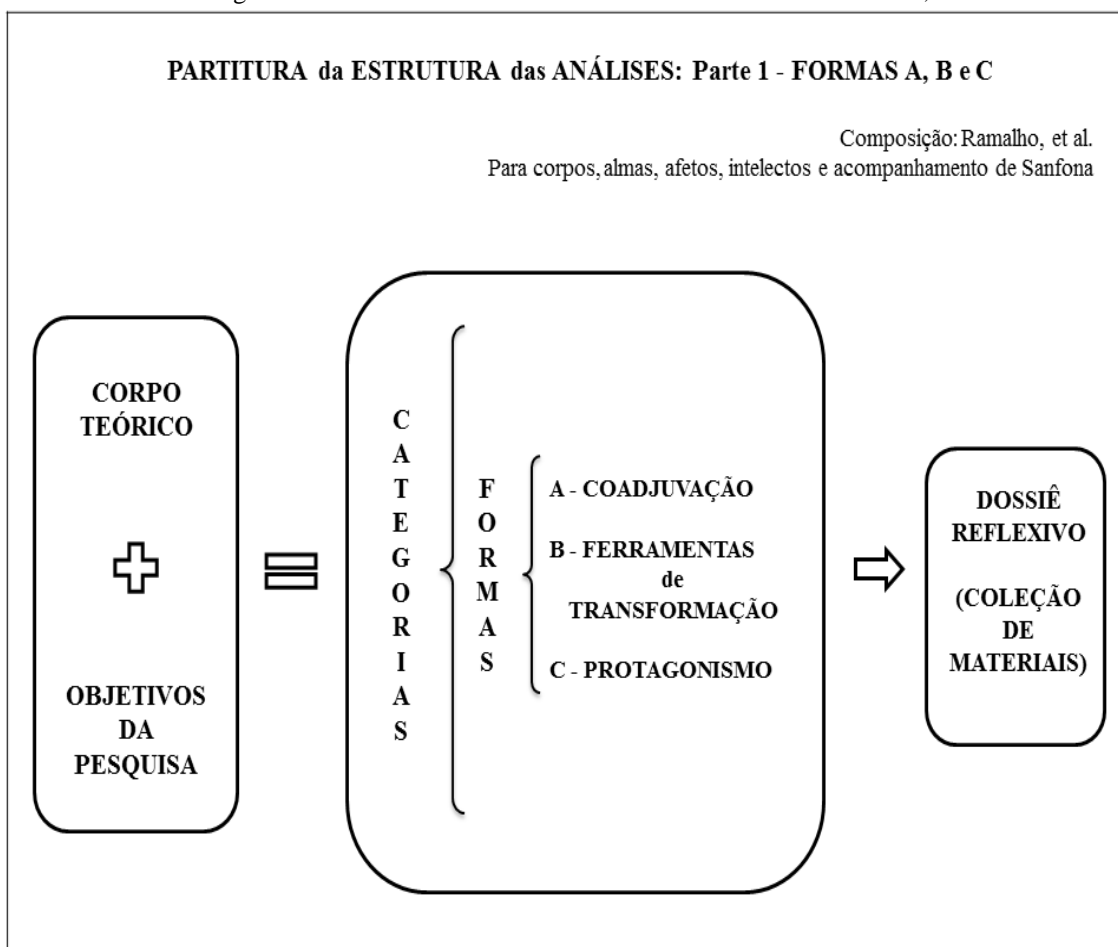 PARTITURA da ESTRUTURA das ANÁLISES: Parte 1 - FORMAS A, B e C
Composição: Ramalho, et al.
Para corpos, almas, afetos, intelectos e acompanhamento de Sanfona
CORPO
TEÓRICO
OBJETIVOS
DA
PESQUISA
C
A
T
E
G
O
R
I
A
S
F
O
R
M
A
S
A - COADJUVAÇÃO
B - FERRAMENTAS
de
TRANSFORMAÇÃO
C - PROTAGONISMO
DOSSIÊ
REFLEXIVO
(COLEÇÃO
DE
MATERIAIS)